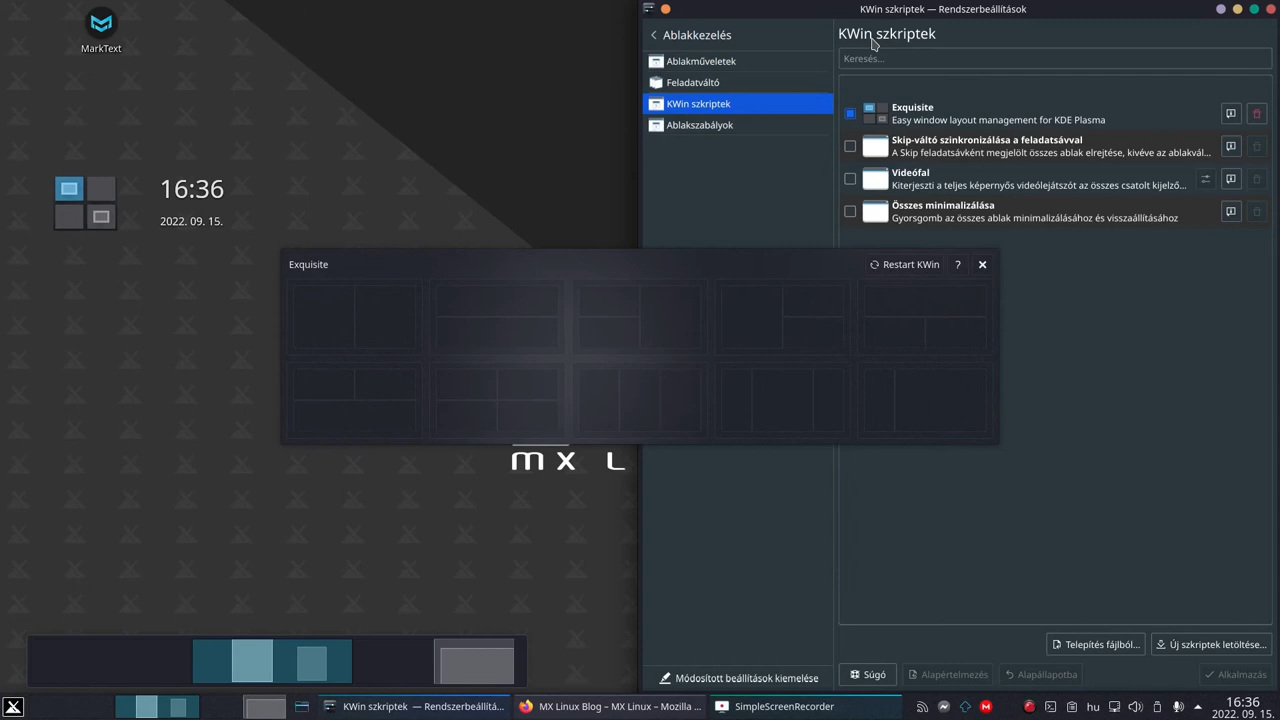 MarkText
16:36
2022. 09. 15.
KWin szkriptek — Rendszerbeállítások
Ablakkezelés
Ablakműveletek
Feladatváltó
KWin szkriptek
Ablakszabályok
KWin szkriptek
Keresés...
Exquisite
Easy window layout management for KDE Plasma
Skip-váltó szinkronizálása a feladatsávval
A Skip feladatsávként megjelölt összes ablak elrejtése, kivéve az ablakvál...
Videófal
Kiterjeszti a teljes képernyős videólejátszót az összes csatolt kijelző...
Összes minimalizálása
Gyorsgomb az összes ablak minimalizálásához és visszaállításához
Exquisite
Restart KWin
?
mx L
Telepítés fájlból...
Új szkriptek letöltése...
Módosított beállítások kiemelése
Súgó
Alapértelmezés
Alapállapotba
Alkalmazás
KWin szkriptek — Rendszerbeállítá...
MX Linux Blog – MX Linux – Mozilla ...
SimpleScreenRecorder
hu
16:36
2022. 09. 15.